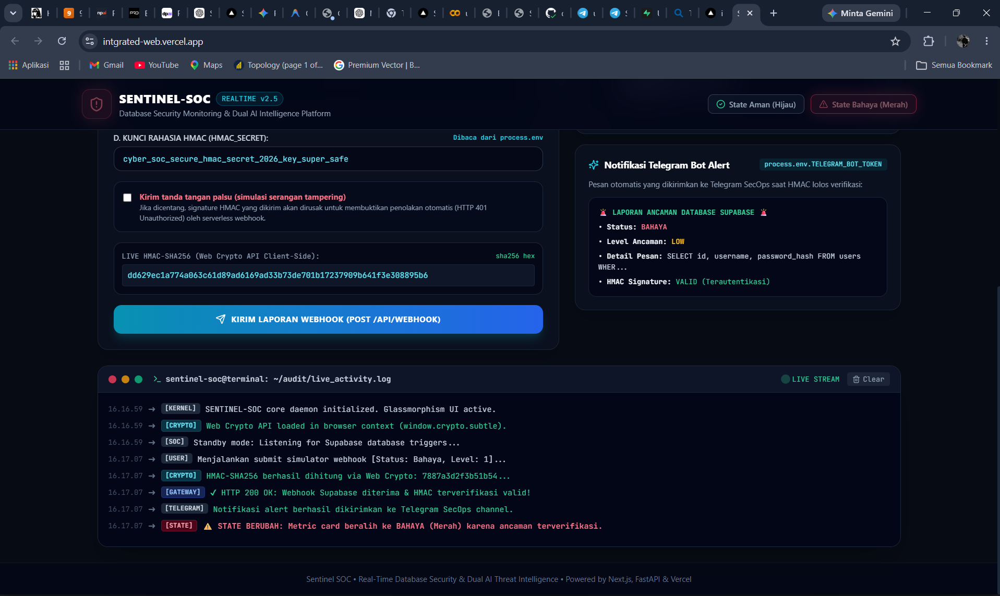 Minta Gemini
intgrated-web.vercel.app
Aplikasi
Gmail
YouTube
Maps
Topology (page 1 of...
Premium Vector | B...
Semua Bookmark
SENTINEL-SOC
REALTIME v2.5
Database Security Monitoring & Dual AI Intelligence Platform
State Aman (Hijau)
State Bahaya (Merah)
D. KUNCI RAHASIA HMAC (HMAC_SECRET):
Dibaca dari process.env
cyber_soc_secure_hmac_secret_2026_key_super_safe
Kirim tanda tangan palsu (simulasi serangan tampering)
Jika dicentang, signature HMAC yang dikirim akan dirusak untuk membuktikan penolakan otomatis (HTTP 401
Unauthorized) oleh serverless webhook.
LIVE HMAC-SHA256 (Web Crypto API Client-Side):
sha256 hex
dd629ec1a774a063c61d89ad6169ad33b73de701b17237909b641f3e308895b6
KIRIM LAPORAN WEBHOOK (POST /API/WEBHOOK)
Notifikasi Telegram Bot Alert
process.env.TELEGRAM_BOT_TOKEN
Pesan otomatis yang dikirimkan ke Telegram SecOps saat HMAC lolos verifikasi:
🚨 LAPORAN ANCAMAN DATABASE SUPABASE 🚨
• Status: BAHAYA
• Level Ancaman: LOW
• Detail Pesan: SELECT id, username, password_hash FROM users
WHER...
• HMAC Signature: VALID (Terautentikasi)
>_ sentinel-soc@terminal: ~/audit/live_activity.log
LIVE STREAM
Clear
16.16.59 → [KERNEL] SENTINEL-SOC core daemon initialized. Glassmorphism UI active.
16.16.59 → [CRYPTO] Web Crypto API loaded in browser context (window.crypto.subtle).
16.16.59 → [SOC] Standby mode: Listening for Supabase database triggers...
16.17.07 → [USER] Menjalankan submit simulator webhook [Status: Bahaya, Level: 1]...
16.17.07 → [CRYPTO] HMAC-SHA256 berhasil dihitung via Web Crypto: 7887a3d2f3b51b54...
16.17.07 → [GATEWAY] ✓ HTTP 200 OK: Webhook Supabase diterima & HMAC terverifikasi valid!
16.17.07 → [TELEGRAM] Notifikasi alert berhasil dikirimkan ke Telegram SecOps channel.
16.17.07 → [STATE] ⚠️ STATE BERUBAH: Metric card beralih ke BAHAYA (Merah) karena ancaman terverifikasi.
Sentinel SOC • Real-Time Database Security & Dual AI Threat Intelligence • Powered by Next.js, FastAPI & Vercel